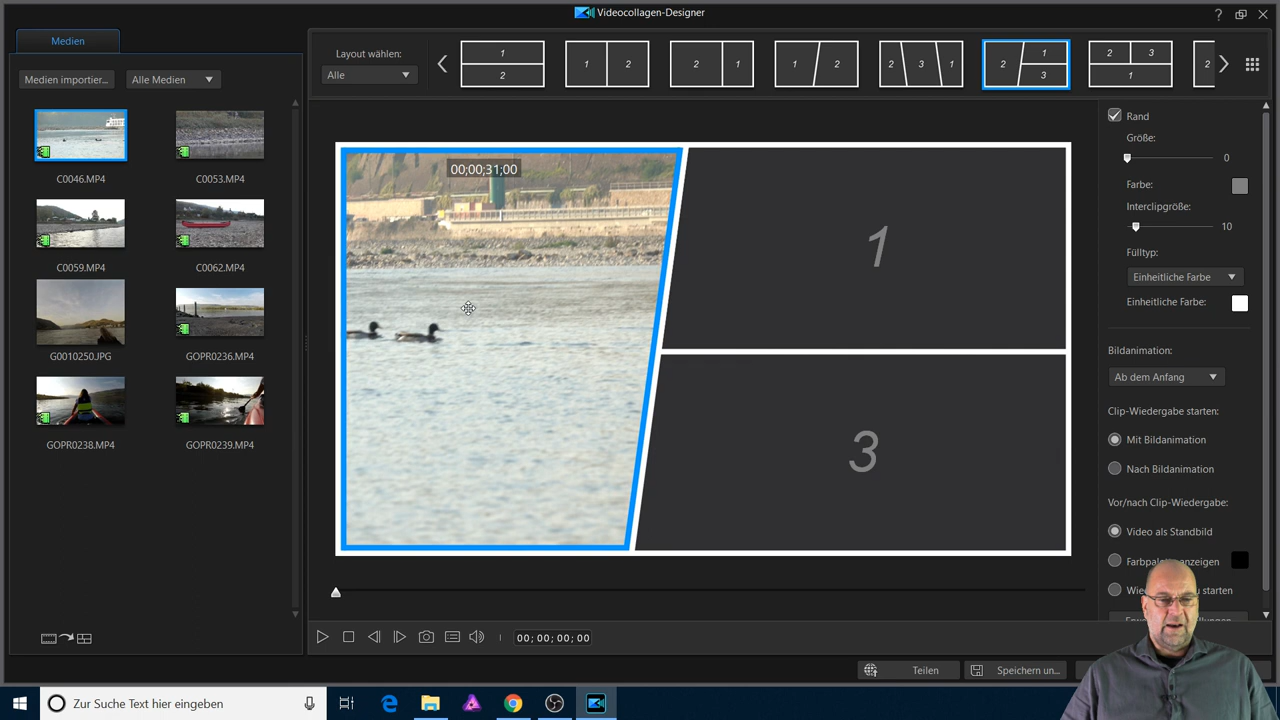 Videocollagen-Designer
?
Medien
Medien importier...
Alle Medien
C0046.MP4
C0053.MP4
C0059.MP4
C0062.MP4
G0010250.JPG
GOPR0236.MP4
GOPR0238.MP4
GOPR0239.MP4
Layout wählen:
Alle
1
2
1 2
2 1
1 2
2 3 1
2 1
3
2 3
1
2
00;00;31;00
1
3
00; 00; 00; 00
Rand
Größe:
0
Farbe:
Interclipgröße:
10
Fülltyp:
Einheitliche Farbe
Einheitliche Farbe:
Bildanimation:
Ab dem Anfang
Clip-Wiedergabe starten:
Mit Bildanimation
Nach Bildanimation
Vor/nach Clip-Wiedergabe:
Video als Standbild
anzeigen
starten
Teilen
Speichern un...
Zur Suche Text hier eingeben